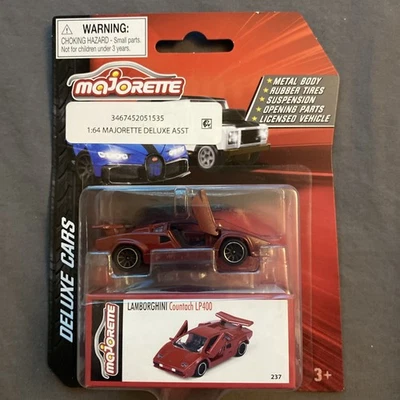 WARNING:
CHOKING HAZARD - Small parts.
Not for children under 3 years.
MAJORETTE
★METAL BODY
★RUBBER TIRES
★SUSPENSION
★OPENING PARTS
★LICENSED VEHICLE
3467452051535
1:64 MAJORETTE DELUXE ASST
DELUXE CARS
MAJORETTE
LAMBORGHINI Countach LP400
237
3+